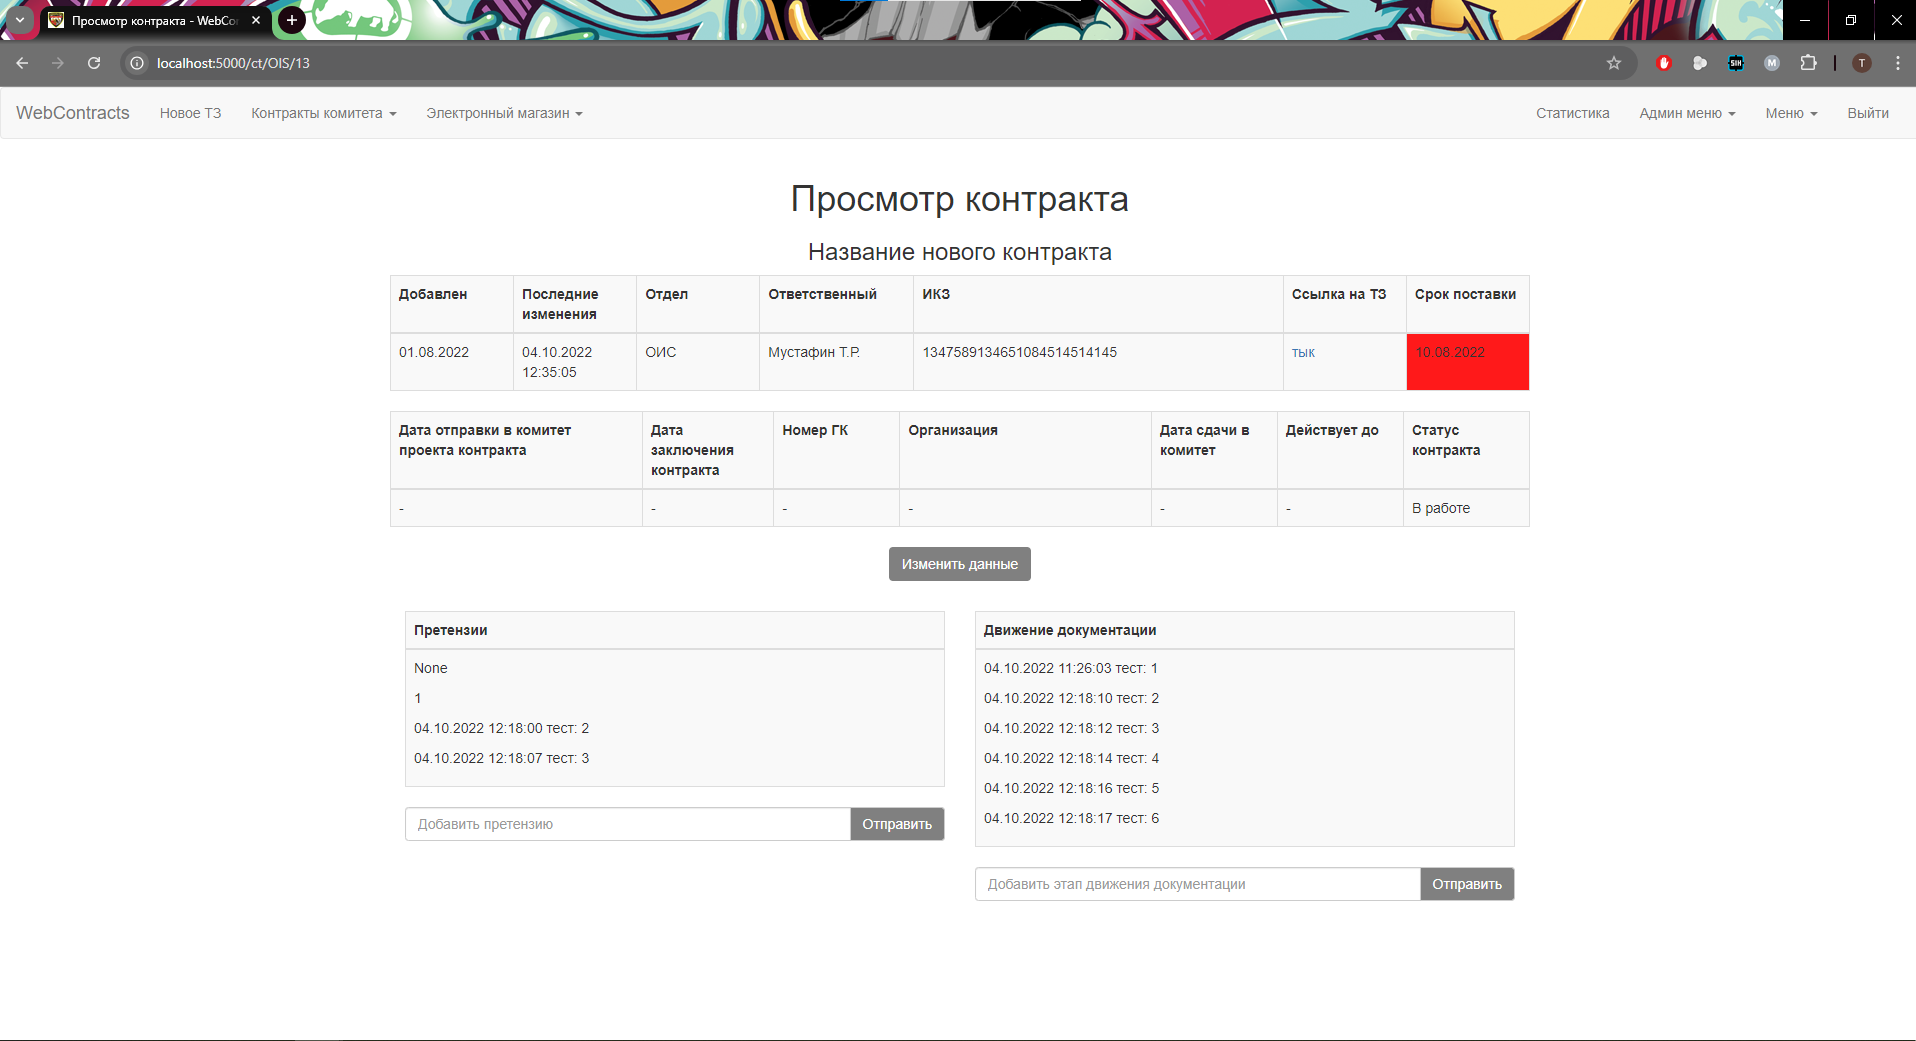 Просмотр контракта - WebCon
localhost:5000/ct/OIS/13
SIH
M
T
WebContracts
Новое ТЗ
Контракты комитета
Электронный магазин
Статистика
Админ меню
Меню
Выйти
Просмотр контракта
Название нового контракта
Добавлен
Последние
изменения
Отдел
Ответственный
ИКЗ
Ссылка на ТЗ
Срок поставки
01.08.2022
04.10.2022
12:35:05
ОИС
Мустафин Т.Р.
1347589134651084514514145
тык
10.08.2022
Дата отправки в комитет
проекта контракта
Дата
заключения
контракта
Номер ГК
Организация
Дата сдачи в
комитет
Действует до
Статус
контракта
-
-
-
-
-
-
В работе
Изменить данные
Претензии
None
1
04.10.2022 12:18:00 тест: 2
04.10.2022 12:18:07 тест: 3
Добавить претензию
Отправить
Движение документации
04.10.2022 11:26:03 тест: 1
04.10.2022 12:18:10 тест: 2
04.10.2022 12:18:12 тест: 3
04.10.2022 12:18:14 тест: 4
04.10.2022 12:18:16 тест: 5
04.10.2022 12:18:17 тест: 6
Добавить этап движения документации
Отправить